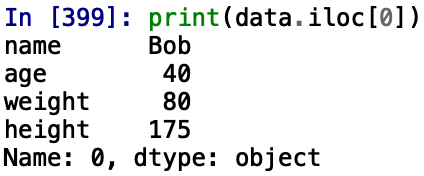 In [399]: print(data.iloc[0])
name      Bob
age        40
weight     80
height    175
Name: 0, dtype: object